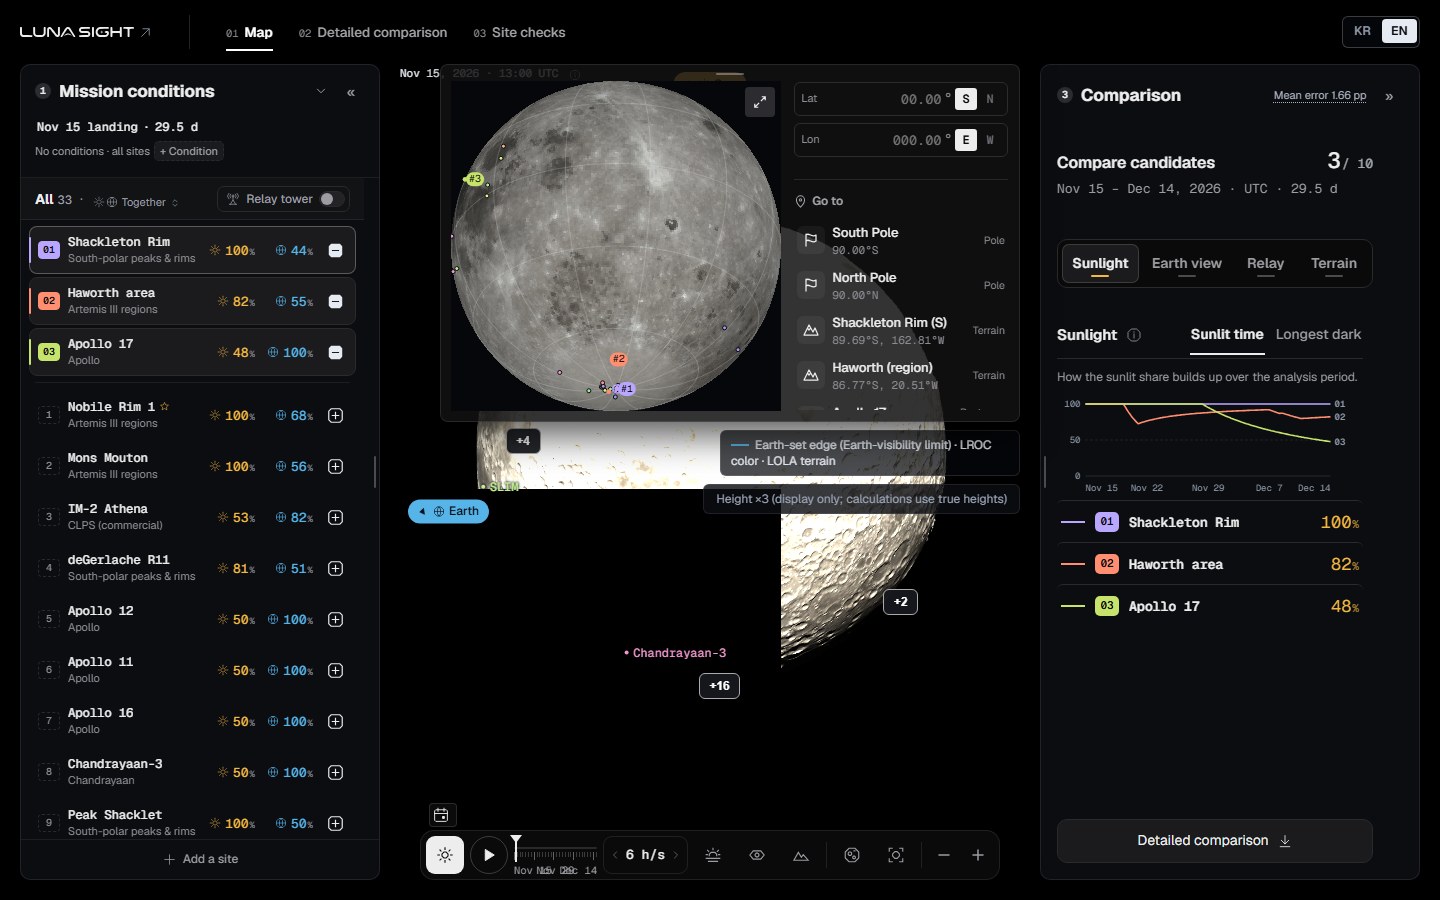 LUNA SIGHT
01 Map
02 Detailed comparison
03 Site checks
KR EN
1 Mission conditions «
Nov 15 landing · 29.5 d
No conditions · all sites + Condition
All 33 · Together Relay tower
01 Shackleton Rim 100% 44%
South-polar peaks & rims
02 Haworth area 82% 55%
Artemis III regions
03 Apollo 17 48% 100%
Apollo
1 Nobile Rim 1 100% 68%
Artemis III regions
2 Mons Mouton 100% 56%
Artemis III regions
3 IM-2 Athena 53% 82%
CLPS (commercial)
4 deGerlache R11 81% 51%
South-polar peaks & rims
5 Apollo 12 50% 100%
Apollo
6 Apollo 11 50% 100%
Apollo
7 Apollo 16 50% 100%
Apollo
8 Chandrayaan-3 50% 100%
Chandrayaan
9 Peak Shacklet 100% 50%
South-polar peaks & rims
+ Add a site
Nov 15, 2026 · 13:00 UTC
#3
#2
#1
Lat 00.00° S N
Lon 000.00° E W
Go to
South Pole Pole
90.00°S
North Pole Pole
90.00°N
Shackleton Rim (S) Terrain
89.69°S, 162.81°W
Haworth (region) Terrain
86.77°S, 20.51°W
+4
Earth-set edge (Earth-visibility limit) · LROC
color · LOLA terrain
SLIM
Height ×3 (display only; calculations use true heights)
Earth
+2
Chandrayaan-3
+16
6 h/s
Nov 15 Dec 14
3 Comparison Mean error 1.66 pp »
Compare candidates 3/ 10
Nov 15 – Dec 14, 2026 · UTC · 29.5 d
Sunlight Earth view Relay Terrain
Sunlight Sunlit time Longest dark
How the sunlit share builds up over the analysis period.
100 01
02
50 03
0
Nov 15 Nov 22 Nov 29 Dec 7 Dec 14
01 Shackleton Rim 100%
02 Haworth area 82%
03 Apollo 17 48%
Detailed comparison